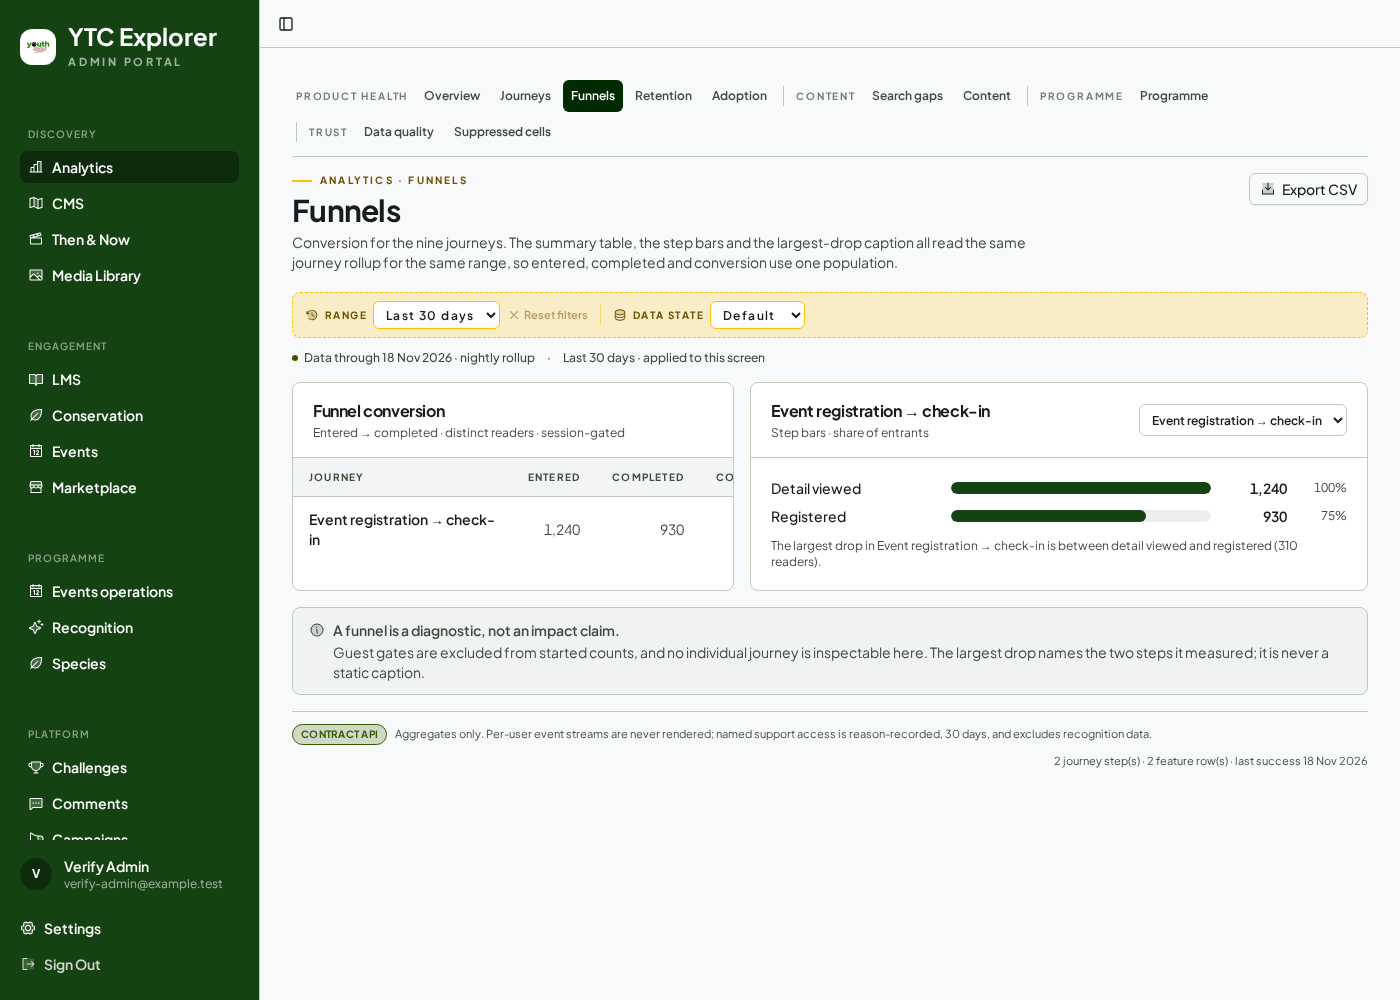 youth
YTC Explorer
ADMIN PORTAL
DISCOVERY
Analytics
CMS
Then & Now
Media Library
ENGAGEMENT
LMS
Conservation
Events
Marketplace
PROGRAMME
Events operations
Recognition
Species
PLATFORM
Challenges
Comments
Campaigns
V
Verify Admin
verify-admin@example.test
Settings
Sign Out
PRODUCT HEALTH Overview Journeys Funnels Retention Adoption CONTENT Search gaps Content PROGRAMME Programme
TRUST Data quality Suppressed cells
ANALYTICS · FUNNELS
Export CSV
Funnels
Conversion for the nine journeys. The summary table, the step bars and the largest-drop caption all read the same
journey rollup for the same range, so entered, completed and conversion use one population.
RANGE Last 30 days Reset filters DATA STATE Default
Data through 18 Nov 2026 · nightly rollup · Last 30 days · applied to this screen
Funnel conversion
Entered → completed · distinct readers · session-gated
JOURNEY ENTERED COMPLETED CO
Event registration → check-
in
1,240 930
Event registration → check-in
Step bars · share of entrants
Event registration → check-in
Detail viewed 1,240 100%
Registered 930 75%
The largest drop in Event registration → check-in is between detail viewed and registered (310
readers).
A funnel is a diagnostic, not an impact claim.
Guest gates are excluded from started counts, and no individual journey is inspectable here. The largest drop names the two steps it measured; it is never a
static caption.
CONTRACT API Aggregates only. Per-user event streams are never rendered; named support access is reason-recorded, 30 days, and excludes recognition data.
2 journey step(s) · 2 feature row(s) · last success 18 Nov 2026